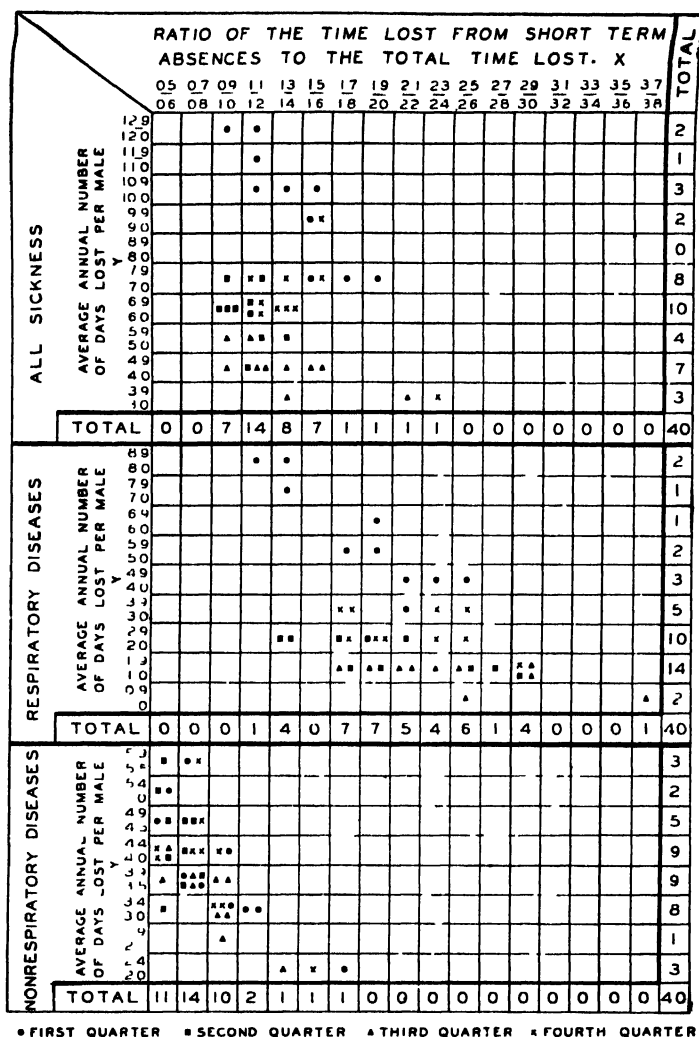 RATIO OF THE TIME LOST FROM SHORT TERM
ABSENCES TO THE TOTAL TIME LOST. X
TOTAL
05 07 09 11 13 15 17 19 21 23 25 27 29 31 33 35 37
06 08 10 12 14 16 18 20 22 24 26 28 30 32 34 36 38
ALL SICKNESS
AVERAGE ANNUAL NUMBER
OF DAYS LOST PER MALE
Y
129
120 2
119
110 1
109
100 3
99
90 2
89
80 0
79
70 8
69
60 10
59
50 4
49
40 7
39
3
TOTAL 0 0 7 14 8 7 1 1 1 1 0 0 0 0 0 0 0 40
RESPIRATORY DISEASES
AVERAGE ANNUAL NUMBER
OF DAYS LOST PER MALE
Y
89
80 2
79
70 1
69
60 1
59
50 2
49
40 3
39
30 5
29
20 10
19
10 14
09
0 2
TOTAL 0 0 0 1 4 0 7 7 5 4 6 1 4 0 0 0 1 40
NONRESPIRATORY DISEASES
AVERAGE ANNUAL NUMBER
OF DAYS LOST PER MALE
Y
3
54
2
49
45 5
44
40 9
39
35 9
34
30 8
9
1
24
20 3
TOTAL 11 14 10 2 1 1 1 0 0 0 0 0 0 0 0 0 0 40
• FIRST QUARTER ▪ SECOND QUARTER ▲ THIRD QUARTER x FOURTH QUARTER